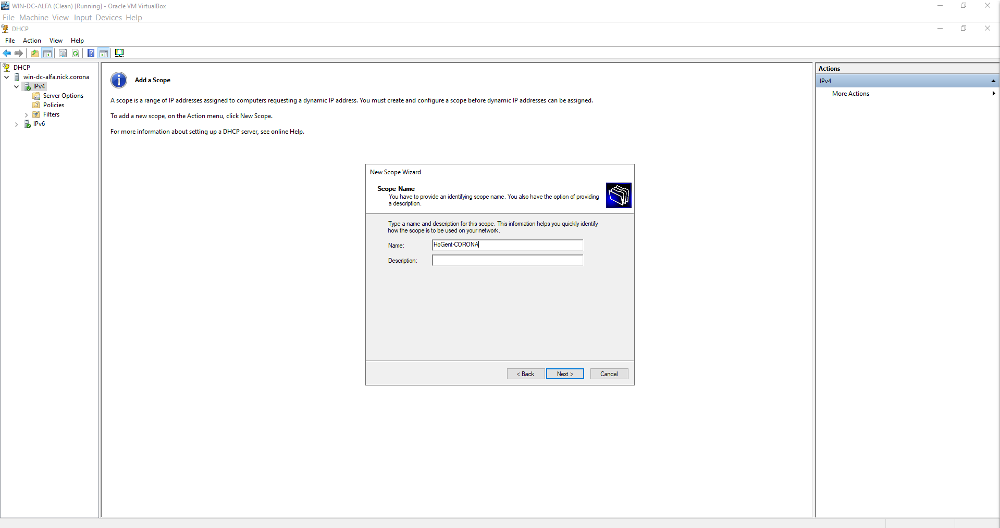 WIN-DC-ALFA (Clean) [Running] - Oracle VM VirtualBox
File Machine View Input Devices Help
DHCP
File Action View Help
DHCP
win-dc-alfa.nick.corona
IPv4
Server Options
Policies
Filters
IPv6
Add a Scope
A scope is a range of IP addresses assigned to computers requesting a dynamic IP address. You must create and configure a scope before dynamic IP addresses can be assigned.
To add a new scope, on the Action menu, click New Scope.
For more information about setting up a DHCP server, see online Help.
New Scope Wizard
Scope Name
You have to provide an identifying scope name. You also have the option of providing
a description.
Type a name and description for this scope. This information helps you quickly identify
how the scope is to be used on your network.
Name: HoGent-CORONA
Description:
< Back Next > Cancel
Actions
IPv4
More Actions